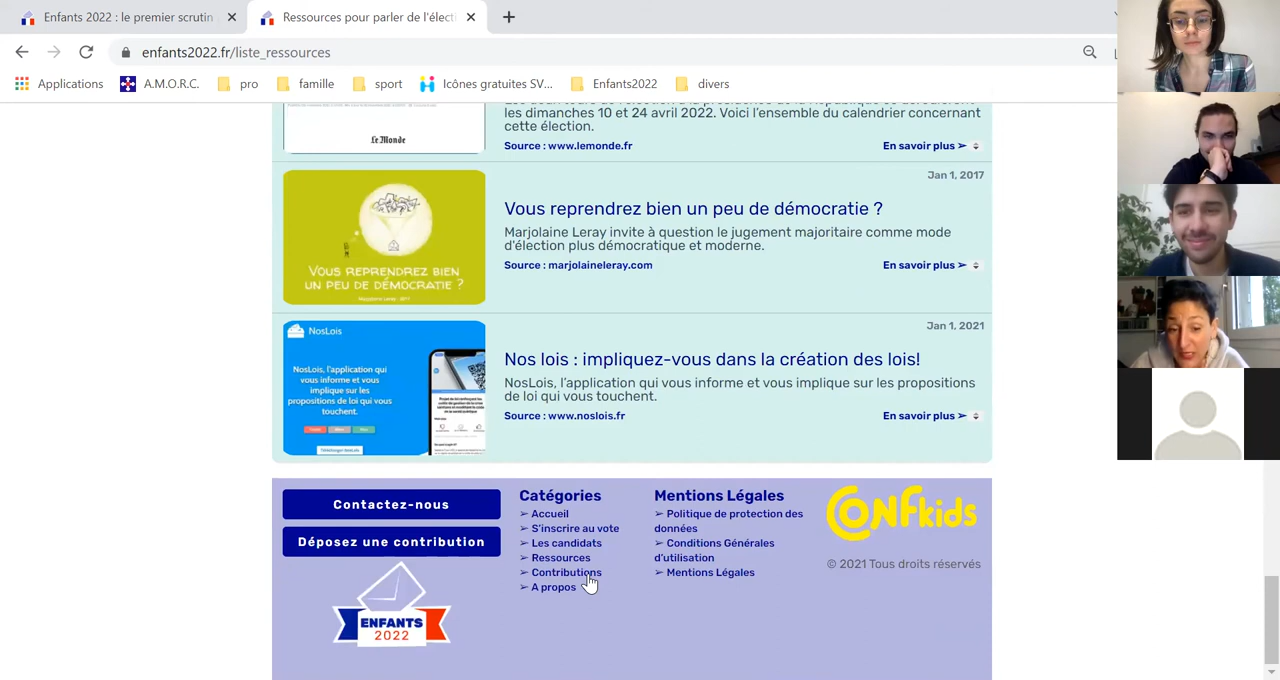 Enfants 2022 : le premier scrutin
Ressources pour parler de l'électi
enfants2022.fr/liste_ressources
Applications
A.M.O.R.C.
pro
famille
sport
Icônes gratuites SV...
Enfants2022
divers
les dimanches 10 et 24 avril 2022. Voici l'ensemble du calendrier concernant
cette élection.
Le Monde
Source : www.lemonde.fr
En savoir plus ➢
Jan 1, 2017
Vous reprendrez bien un peu de démocratie ?
Marjolaine Leray invite à question le jugement majoritaire comme mode
d'élection plus démocratique et moderne.
VOUS REPRENDREZ BIEN
UN PEU DE DÉMOCRATIE ?
Source : marjolaineleray.com
En savoir plus ➢
Jan 1, 2021
NosLois
Nos lois : impliquez-vous dans la création des lois!
NosLois, l'application qui vous informe et vous implique sur les propositions
de loi qui vous touchent.
NosLois, l'application qui
vous informe et vous
implique sur les
propositions de loi qui vous
touchent.
Source : www.noslois.fr
En savoir plus ➢
Contactez-nous
Déposez une contribution
ENFANTS
2022
Catégories
➢ Accueil
➢ S'inscrire au vote
➢ Les candidats
➢ Ressources
➢ Contributions
➢ A propos
Mentions Légales
➢ Politique de protection des
données
➢ Conditions Générales
d'utilisation
➢ Mentions Légales
CONFkids
© 2021 Tous droits réservés